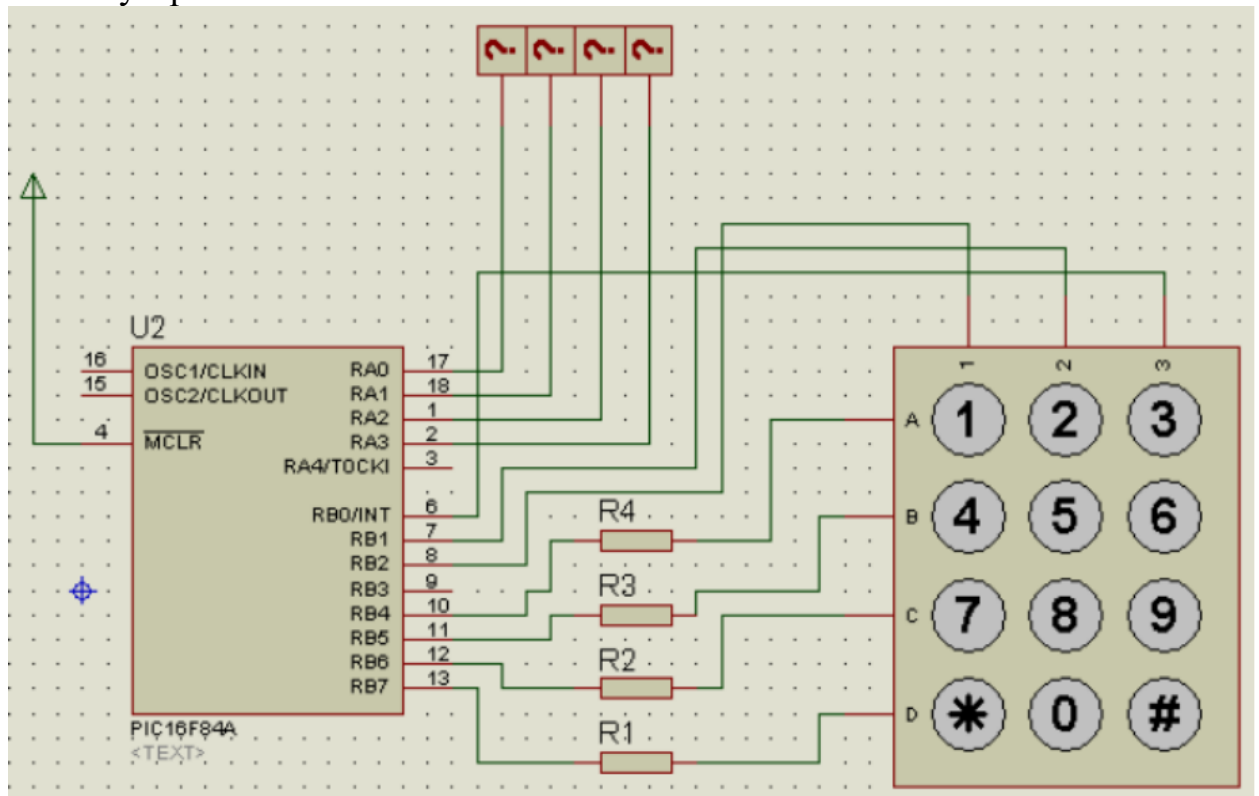 ? ? ? ?
U2
16 OSC1/CLKIN RA0 17
15 OSC2/CLKOUT RA1 18
RA2 1
4 MCLR RA3 2
RA4/T0CKI 3
RB0/INT 6
RB1 7
RB2 8
RB3 9
RB4 10
RB5 11
RB6 12
RB7 13
PIC16F84A
<TEXT>
R4
R3
R2
R1
1 2 3
A 1 2 3
B 4 5 6
C 7 8 9
D * 0 #